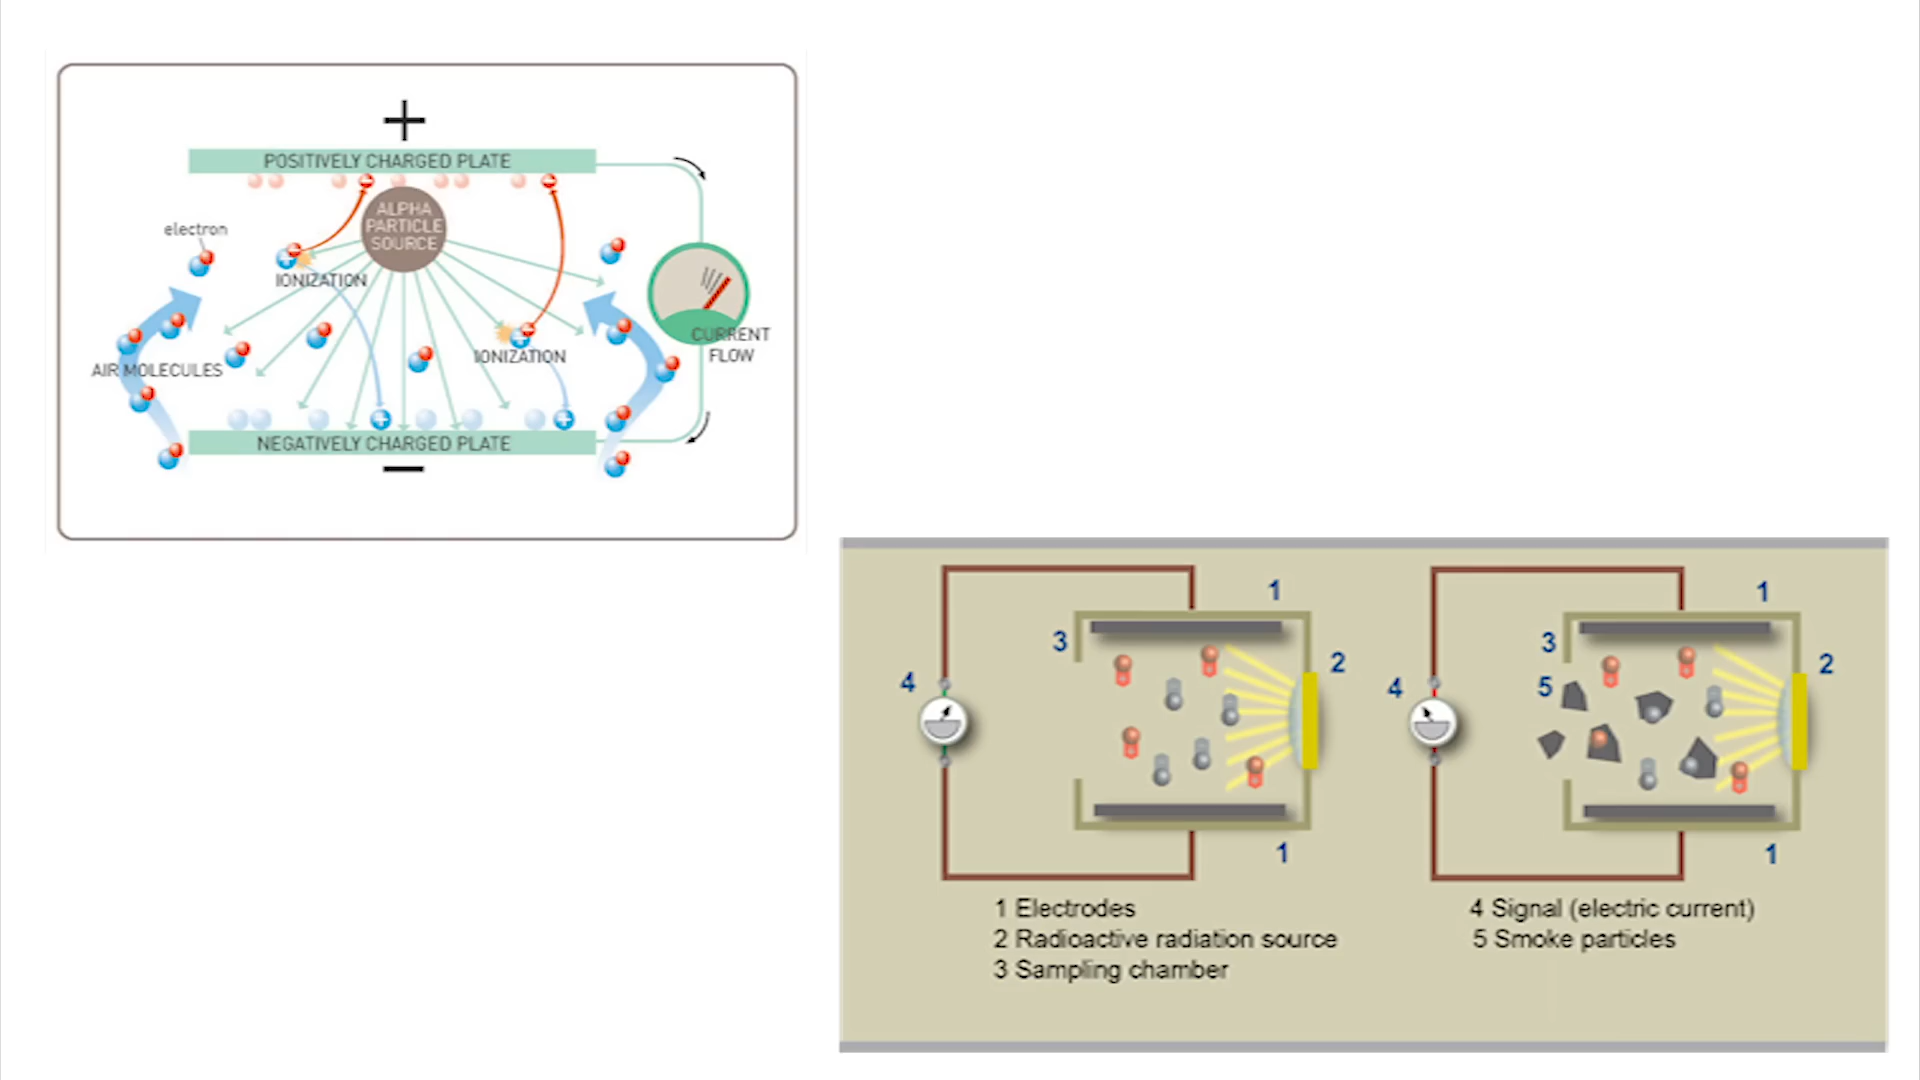 +
POSITIVELY CHARGED PLATE
ALPHA
PARTICLE
SOURCE
electron
IONIZATION
CURRENT
FLOW
IONIZATION
AIR MOLECULES
NEGATIVELY CHARGED PLATE
−
1
3
2
4
1
1
3
2
5
4
1
1 Electrodes
2 Radioactive radiation source
3 Sampling chamber
4 Signal (electric current)
5 Smoke particles